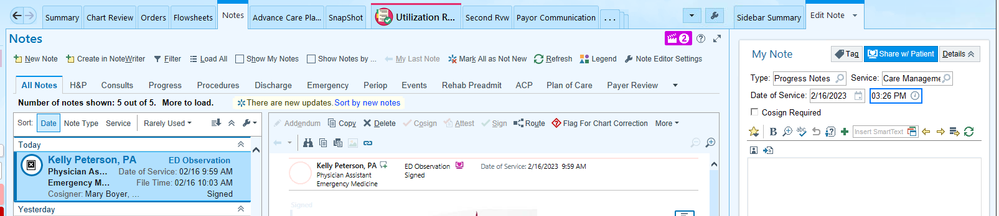 Summary Chart Review Orders Flowsheets Notes Advance Care Pla... SnapShot Utilization R... Second Rvw Payor Communication ... Sidebar Summary Edit Note
Notes
2 ?
New Note Create in NoteWriter Filter Load All Show My Notes Show Notes by ... My Last Note Mark All as Not New Refresh Legend Note Editor Settings
All Notes H&P Consults Progress Procedures Discharge Emergency Periop Events Rehab Preadmit ACP Plan of Care Payer Review
Number of notes shown: 5 out of 5. More to load. There are new updates. Sort by new notes
Sort: Date Note Type Service Rarely Used
Today
Kelly Peterson, PA ED Observation
Physician As... Date of Service: 02/16 9:59 AM
Emergency M... File Time: 02/16 10:03 AM
Cosigner: Mary Boyer, ... Signed
Yesterday
Addendum Copy Delete Cosign Attest Sign Route Flag For Chart Correction More
Kelly Peterson, PA ED Observation Date of Service: 2/16/2023 9:59 AM
Physician Assistant Signed
Emergency Medicine
Signed
My Note Tag Share w/ Patient Details
Type: Progress Notes Service: Care Manageme
Date of Service: 2/16/2023 03:26 PM
Cosign Required
B abc Insert SmartText